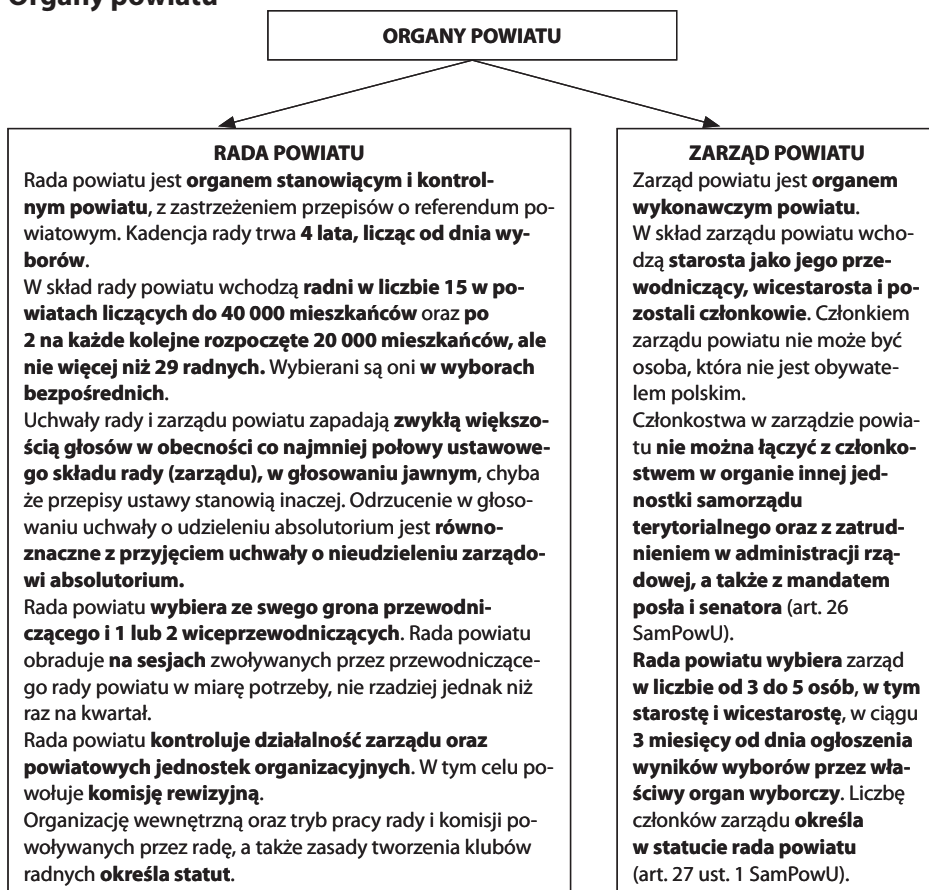 Organy powiatu
ORGANY POWIATU
RADA POWIATU
Rada powiatu jest organem stanowiącym i kontrol-
nym powiatu, z zastrzeżeniem przepisów o referendum po-
wiatowym. Kadencja rady trwa 4 lata, licząc od dnia wy-
borów.
W skład rady powiatu wchodzą radni w liczbie 15 w po-
wiatach liczących do 40 000 mieszkańców oraz po
2 na każde kolejne rozpoczęte 20 000 mieszkańców, ale
nie więcej niż 29 radnych. Wybierani są oni w wyborach
bezpośrednich.
Uchwały rady i zarządu powiatu zapadają zwykłą większo-
ścią głosów w obecności co najmniej połowy ustawowe-
go składu rady (zarządu), w głosowaniu jawnym, chyba
że przepisy ustawy stanowią inaczej. Odrzucenie w głoso-
waniu uchwały o udzieleniu absolutorium jest równo-
znaczne z przyjęciem uchwały o nieudzieleniu zarządo-
wi absolutorium.
Rada powiatu wybiera ze swego grona przewodni-
czącego i 1 lub 2 wiceprzewodniczących. Rada powiatu
obraduje na sesjach zwoływanych przez przewodniczące-
go rady powiatu w miarę potrzeby, nie rzadziej jednak niż
raz na kwartał.
Rada powiatu kontroluje działalność zarządu oraz
powiatowych jednostek organizacyjnych. W tym celu po-
wołuje komisję rewizyjną.
Organizację wewnętrzną oraz tryb pracy rady i komisji po-
woływanych przez radę, a także zasady tworzenia klubów
radnych określa statut.
ZARZĄD POWIATU
Zarząd powiatu jest organem
wykonawczym powiatu.
W skład zarządu powiatu wcho-
dzą starosta jako jego prze-
wodniczący, wicestarosta i po-
zostali członkowie. Członkiem
zarządu powiatu nie może być
osoba, która nie jest obywate-
lem polskim.
Członkostwa w zarządzie powia-
tu nie można łączyć z członko-
stwem w organie innej jed-
nostki samorządu
terytorialnego oraz z zatrud-
nieniem w administracji rzą-
dowej, a także z mandatem
posła i senatora (art. 26
SamPowU).
Rada powiatu wybiera zarząd
w liczbie od 3 do 5 osób, w tym
starostę i wicestarostę, w ciągu
3 miesięcy od dnia ogłoszenia
wyników wyborów przez wła-
ściwy organ wyborczy. Liczbę
członków zarządu określa
w statucie rada powiatu
(art. 27 ust. 1 SamPowU).